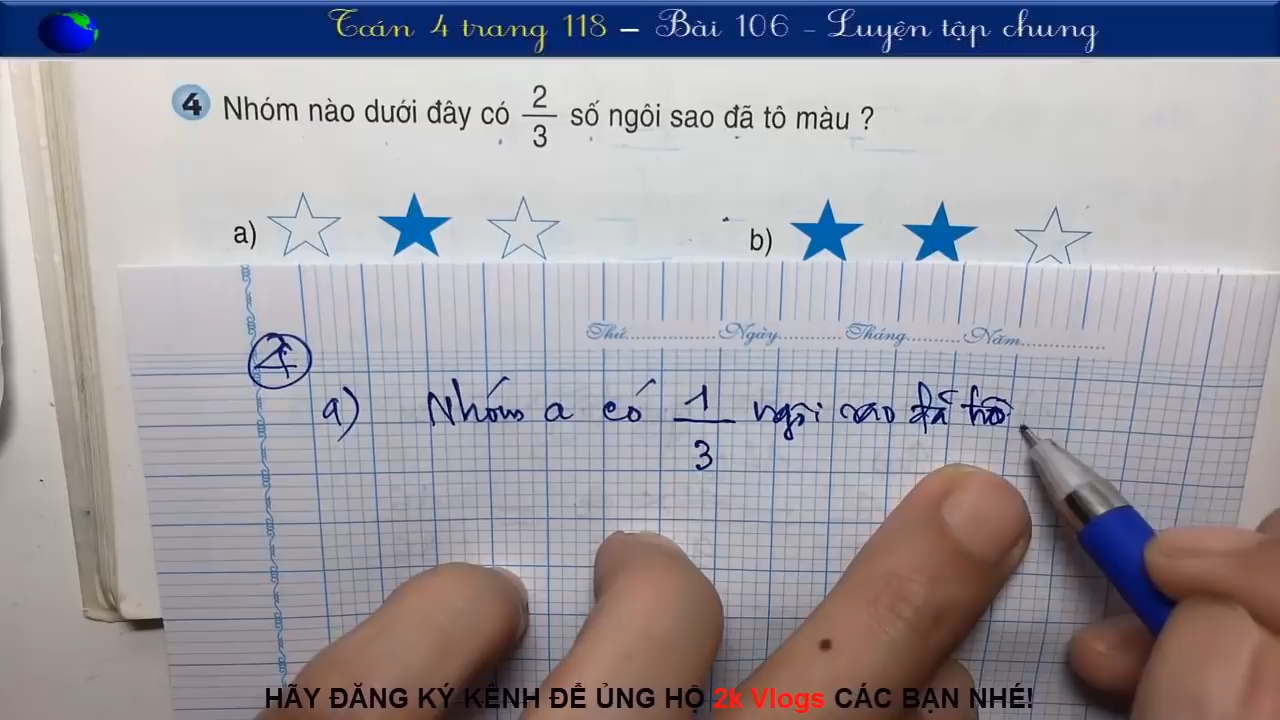 Toán 4 trang 118 – Bài 106 - Luyện tập chung
4 Nhóm nào dưới đây có 2/3 số ngôi sao đã tô màu ?
a) b)
Thứ............... Ngày........... Tháng.......... Năm...............
4
a) Nhóm a có 1/3 ngôi sao đã tô
HÃY ĐĂNG KÝ KÊNH ĐỂ ỦNG HỘ 2k Vlogs CÁC BẠN NHÉ!